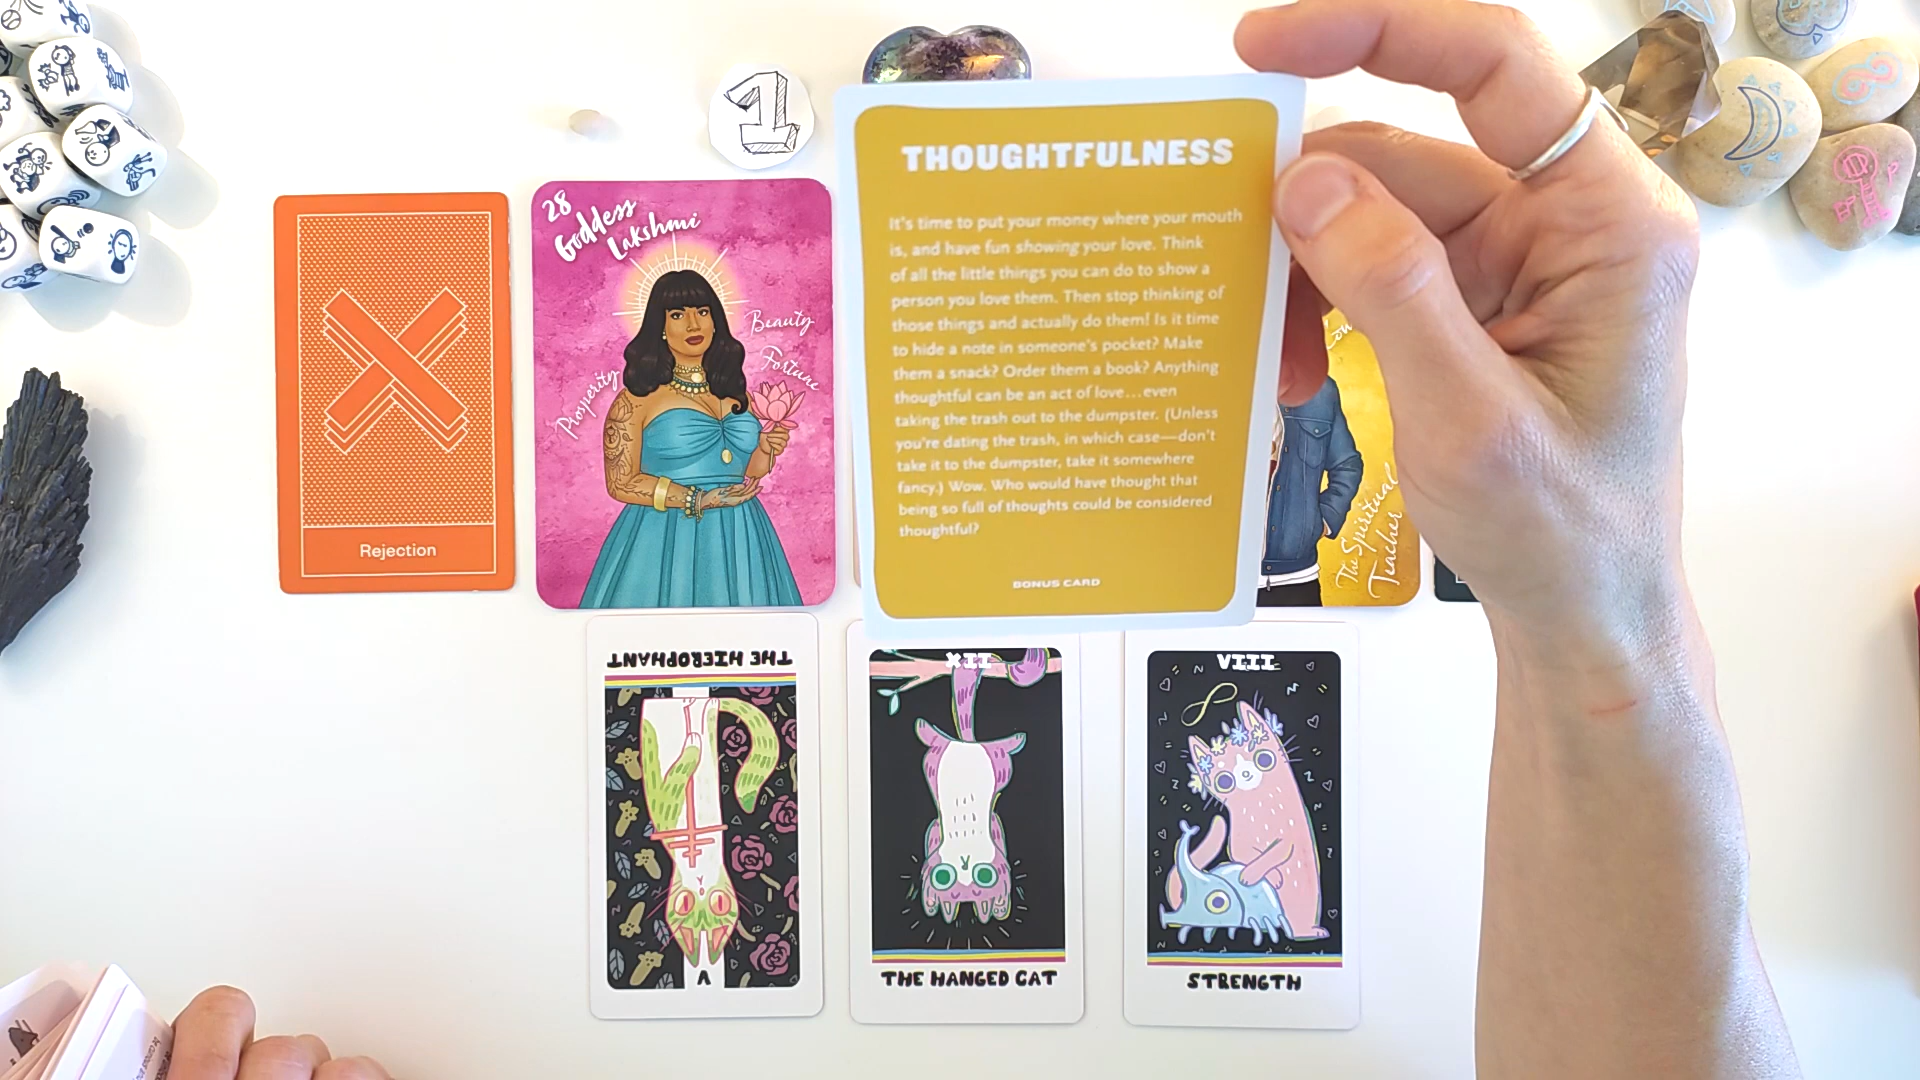 1
THOUGHTFULNESS
It's time to put your money where your mouth
is, and have fun showing your love. Think
of all the little things you can do to show a
person you love them. Then stop thinking of
those things and actually do them! Is it time
to hide a note in someone's pocket? Make
them a snack? Order them a book? Anything
thoughtful can be an act of love...even
taking the trash out to the dumpster. (Unless
you're dating the trash, in which case—don't
take it to the dumpster, take it somewhere
fancy.) Wow. Who would have thought that
being so full of thoughts could be considered
thoughtful?
BONUS CARD
Rejection
28
Goddess
Lakshmi
Beauty
Fortune
Prosperity
The Spiritual
Teacher
THE HIEROPHANT
V
XII
THE HANGED CAT
VIII
STRENGTH